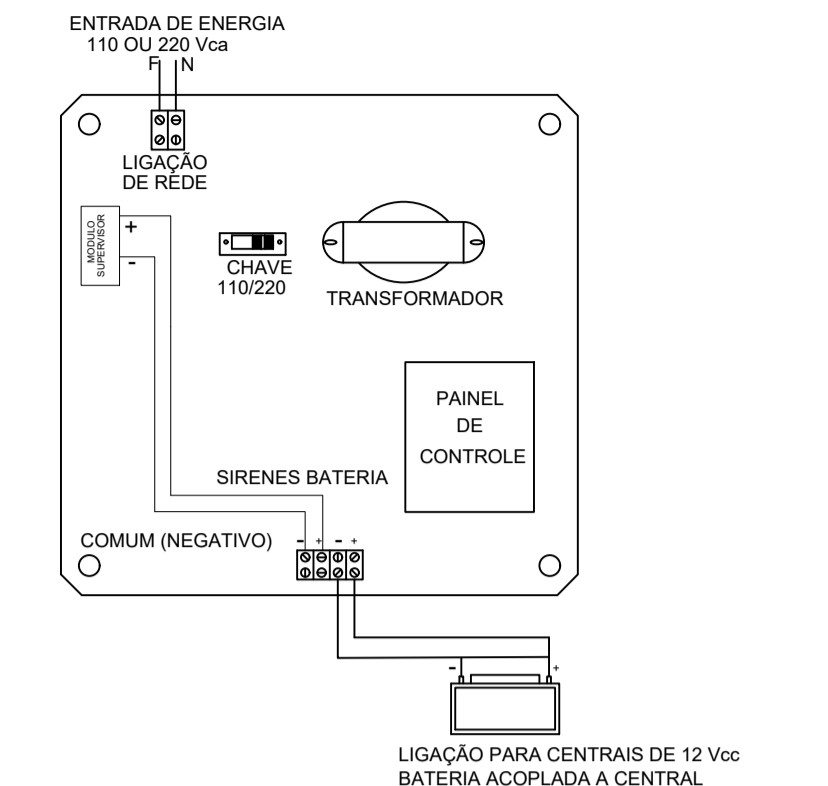 ENTRADA DE ENERGIA
110 OU 220 Vca
F N
LIGAÇÃO
DE REDE
MODULO
SUPERVISOR
+
-
CHAVE
110/220
TRANSFORMADOR
PAINEL
DE
CONTROLE
SIRENES BATERIA
COMUM (NEGATIVO)
- + - +
- +
LIGAÇÃO PARA CENTRAIS DE 12 Vcc
BATERIA ACOPLADA A CENTRAL